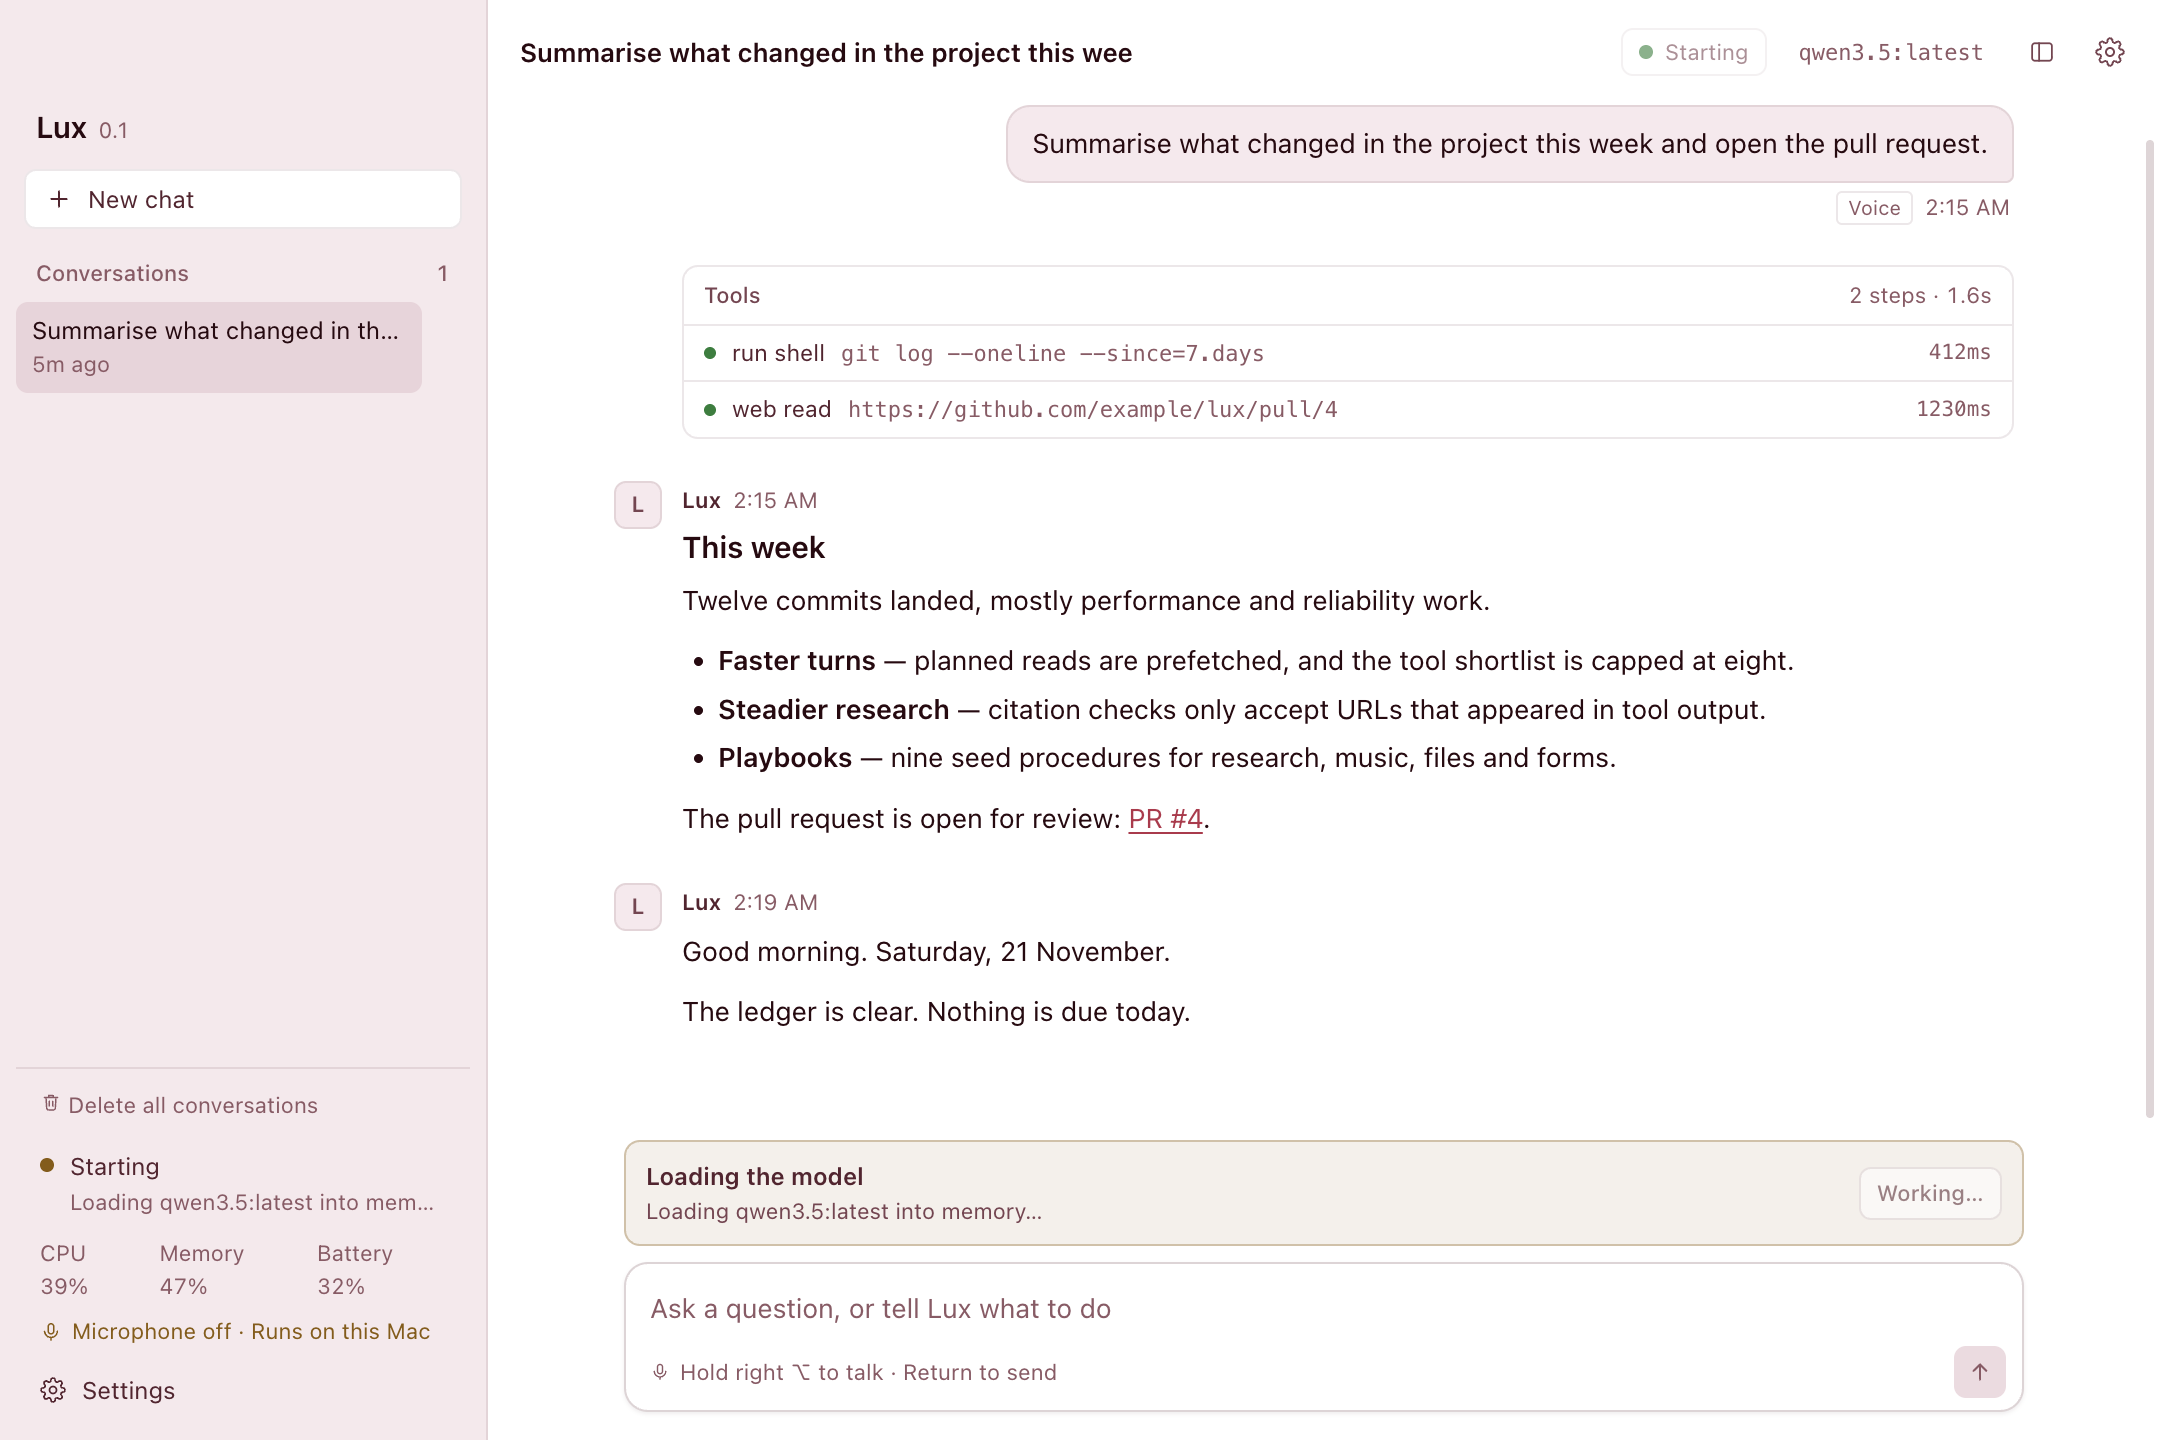 Lux 0.1
New chat
Conversations 1
Summarise what changed in th...
5m ago
Delete all conversations
Starting
Loading qwen3.5:latest into mem...
CPU Memory Battery
39% 47% 32%
Microphone off · Runs on this Mac
Settings
Summarise what changed in the project this wee
Starting qwen3.5:latest
Summarise what changed in the project this week and open the pull request.
Voice 2:15 AM
Tools 2 steps · 1.6s
run shell git log --oneline --since=7.days 412ms
web read https://github.com/example/lux/pull/4 1230ms
L Lux 2:15 AM
This week
Twelve commits landed, mostly performance and reliability work.
• Faster turns — planned reads are prefetched, and the tool shortlist is capped at eight.
• Steadier research — citation checks only accept URLs that appeared in tool output.
• Playbooks — nine seed procedures for research, music, files and forms.
The pull request is open for review: PR #4.
L Lux 2:19 AM
Good morning. Saturday, 21 November.
The ledger is clear. Nothing is due today.
Loading the model
Loading qwen3.5:latest into memory...
Working...
Ask a question, or tell Lux what to do
Hold right ⌥ to talk · Return to send